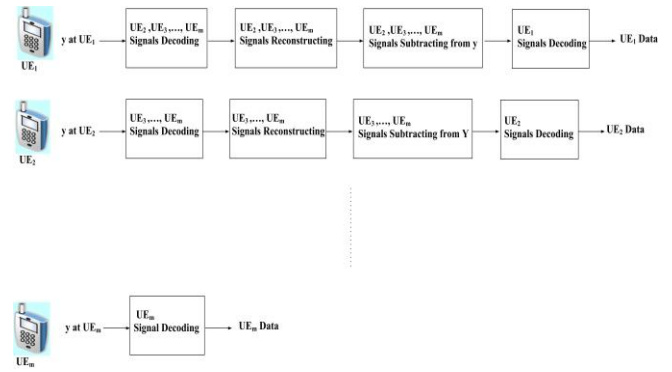 UE₂ ,UE₃ ,..., UEₘ
Signals Decoding
UE₂ ,UE₃,..., UEₘ
Signals Reconstructing
UE₂ ,UE₃,..., UEₘ
Signals Subtracting from y
UE₁
Signals Decoding
y at UE₁
UE₁ Data
UE₁
UE₃,..., UEₘ
Signals Decoding
UE₃,..., UEₘ
Signals Reconstructing
UE₃,..., UEₘ
Signals Subtracting from Y
UE₂
Signals Decoding
y at UE₂
UE₂ Data
UE₂
UEₘ
Signal Decoding
y at UEₘ
UEₘ Data
UEₘ